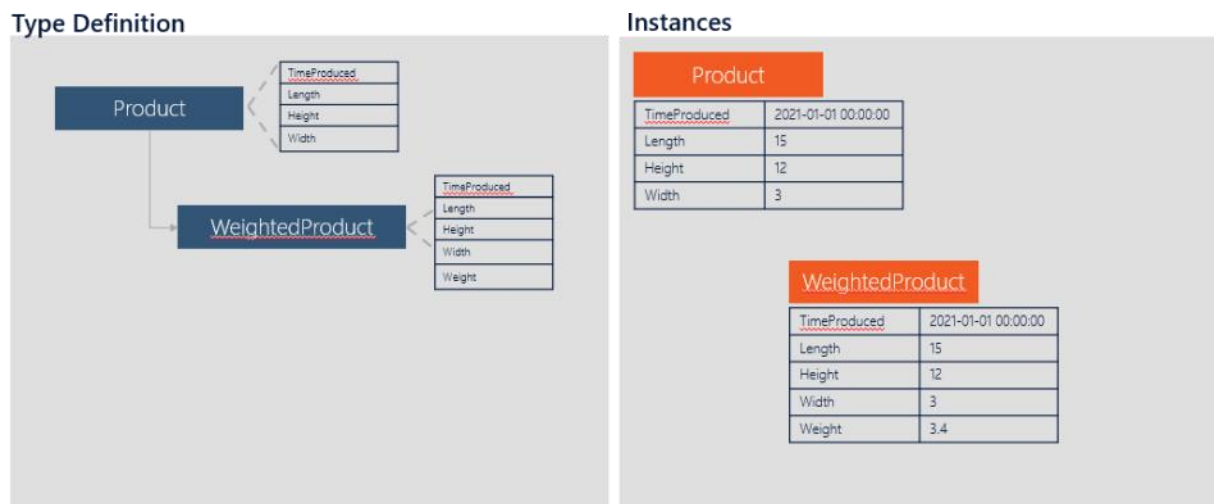 Type Definition
Product
TimeProduced
Length
Height
Width
WeightedProduct
TimeProduced
Length
Height
Width
Weight
Instances
Product
TimeProduced 2021-01-01 00:00:00
Length 15
Height 12
Width 3
WeightedProduct
TimeProduced 2021-01-01 00:00:00
Length 15
Height 12
Width 3
Weight 3.4